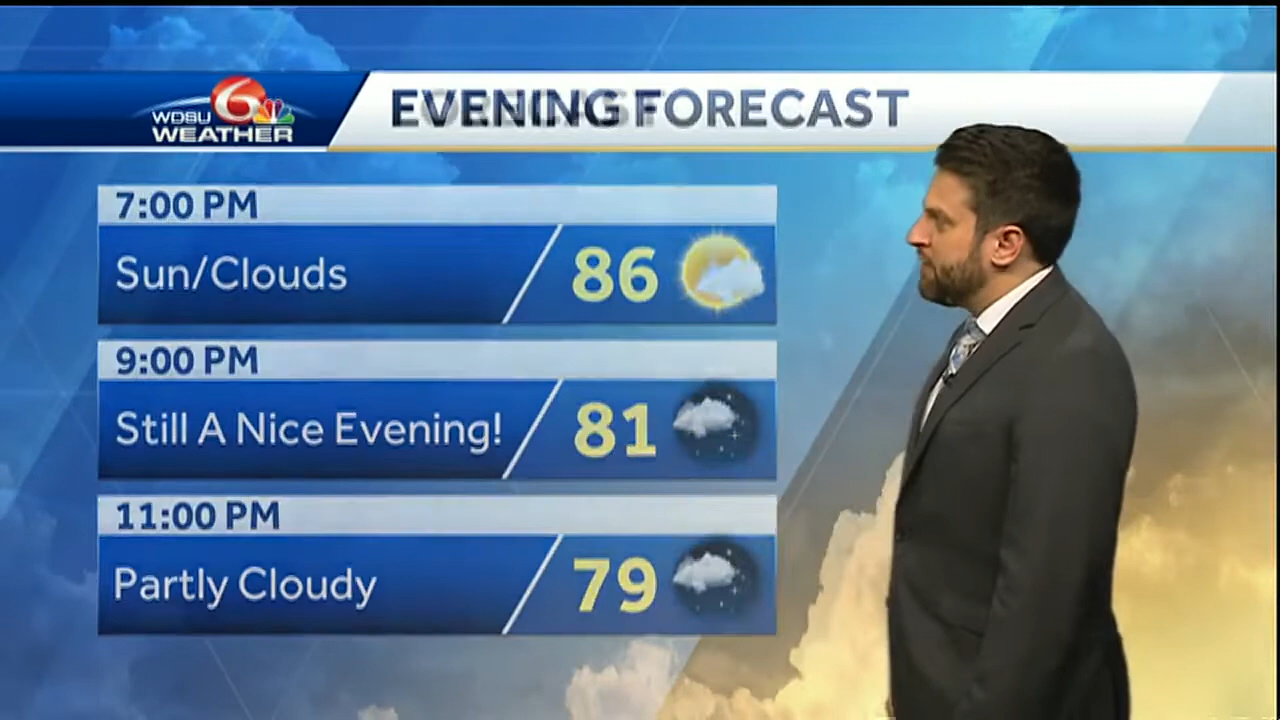 WDSU 6
WEATHER
EVENING FORECAST
7:00 PM
Sun/Clouds
86
9:00 PM
Still A Nice Evening!
81
11:00 PM
Partly Cloudy
79